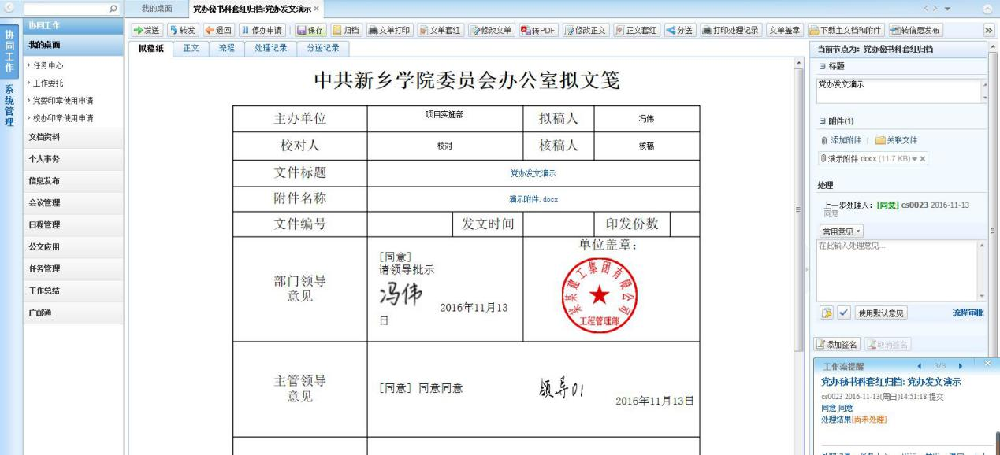 我的桌面
党办秘书科套红归档:党办发文演示 ×
协同工作
系统管理
协同工作
我的桌面
任务中心
工作委托
党委印章使用申请
校办印章使用申请
文档资料
个人事务
信息发布
会议管理
日程管理
公文应用
任务管理
工作总结
广邮通
发送 转发 退回 停办申请 保存 归档 文单打印 文单套红 修改文单 转PDF 修改正文 正文套红 分送 打印处理记录 文单盖章 下载主文档和附件 转信息发布 »
拟稿纸 正文 流程 处理记录 分送记录
中共新乡学院委员会办公室拟文笺
主办单位 项目实施部 拟稿人 冯伟
校对人 校对 核稿人 核稿
文件标题 党办发文演示
附件名称 演示附件.docx
文件编号 发文时间 印发份数
部门领导
意见
[同意]
请领导批示
冯伟
2016年11月13
日
单位盖章：
某某建工集团有限公司
工程管理部
主管领导
意见
[同意] 同意同意
领导01
2016年11月13日
当前节点为：党办秘书科套红归档
标题
党办发文演示
附件(1)
添加附件 | 关联文件
演示附件.docx (11.7 KB)
处理
上一步处理人：[同意] cs0023 2016-11-13
同意
常用意见
在此输入处理意见...
使用默认意见 流程审批
添加签名 取消签名
工作流提醒 3/3
党办秘书科套红归档: 党办发文演示
cs0023 2016-11-13(周日)14:51:18 提交
同意 同意
处理结果[尚未处理]